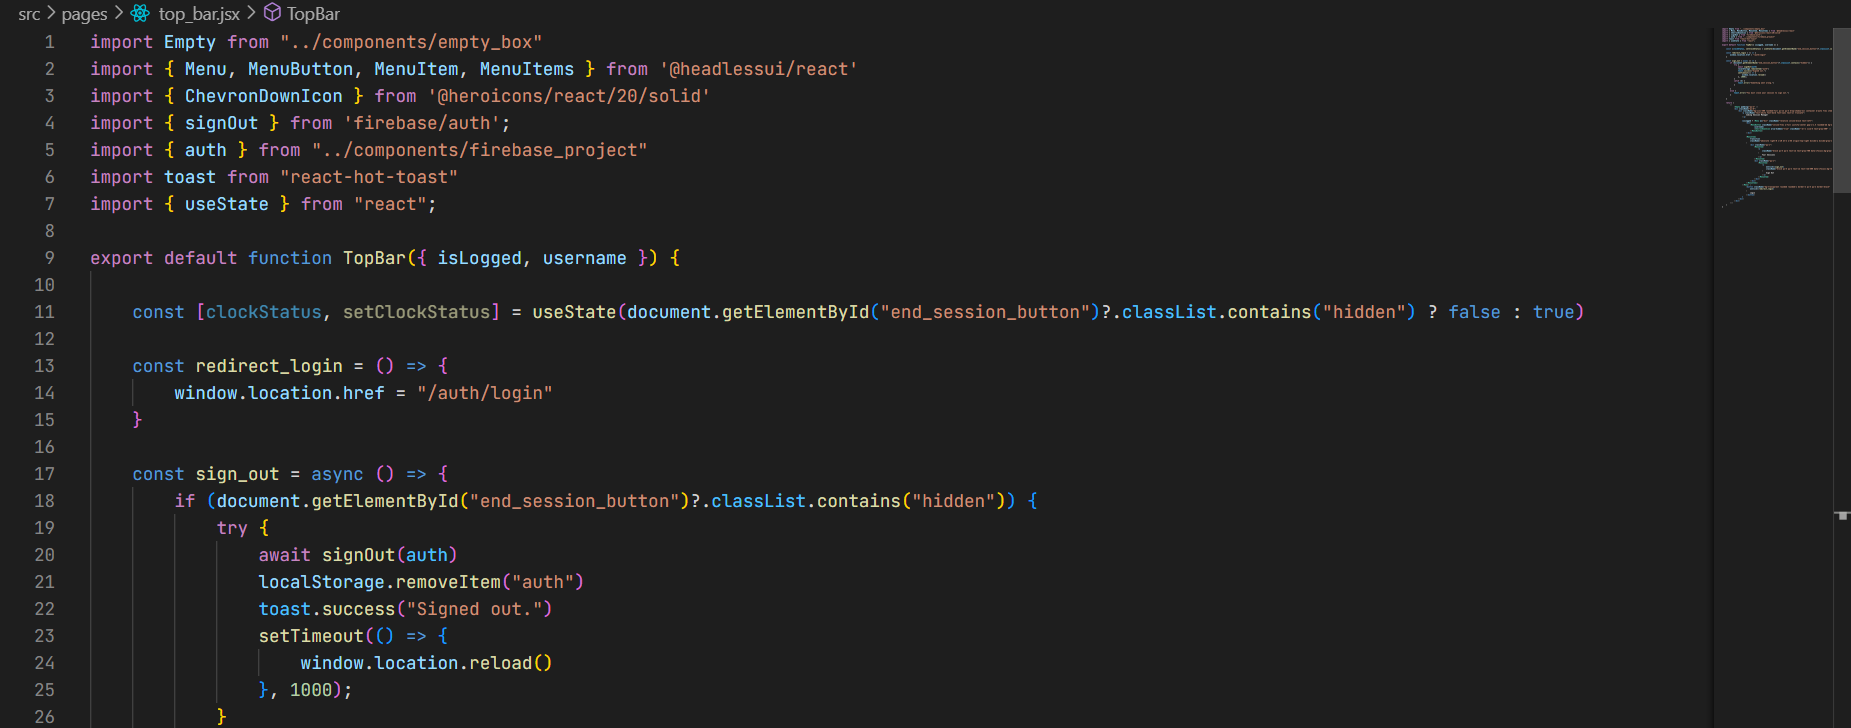 src > pages > top_bar.jsx > TopBar
1 import Empty from "../components/empty_box"
2 import { Menu, MenuButton, MenuItem, MenuItems } from '@headlessui/react'
3 import { ChevronDownIcon } from '@heroicons/react/20/solid'
4 import { signOut } from 'firebase/auth';
5 import { auth } from "../components/firebase_project"
6 import toast from "react-hot-toast"
7 import { useState } from "react";
8
9 export default function TopBar({ isLogged, username }) {
10
11 const [clockStatus, setClockStatus] = useState(document.getElementById("end_session_button")?.classList.contains("hidden") ? false : true)
12
13 const redirect_login = () => {
14 window.location.href = "/auth/login"
15 }
16
17 const sign_out = async () => {
18 if (document.getElementById("end_session_button")?.classList.contains("hidden")) {
19 try {
20 await signOut(auth)
21 localStorage.removeItem("auth")
22 toast.success("Signed out.")
23 setTimeout(() => {
24 window.location.reload()
25 }, 1000);
26 }